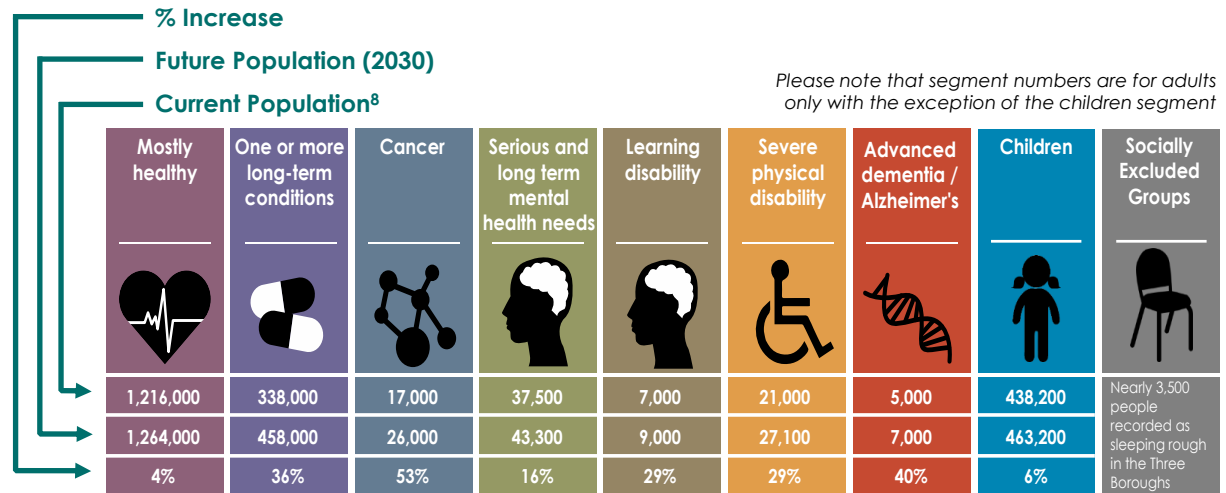 % Increase
Future Population (2030)
Current Population⁸
Please note that segment numbers are for adults
only with the exception of the children segment
Mostly
healthy
One or more
long-term
conditions
Cancer
Serious and
long term
mental
health needs
Learning
disability
Severe
physical
disability
Advanced
dementia /
Alzheimer's
Children
Socially
Excluded
Groups
1,216,000 338,000 17,000 37,500 7,000 21,000 5,000 438,200
1,264,000 458,000 26,000 43,300 9,000 27,100 7,000 463,200
4% 36% 53% 16% 29% 29% 40% 6%
Nearly 3,500
people
recorded as
sleeping rough
in the Three
Boroughs